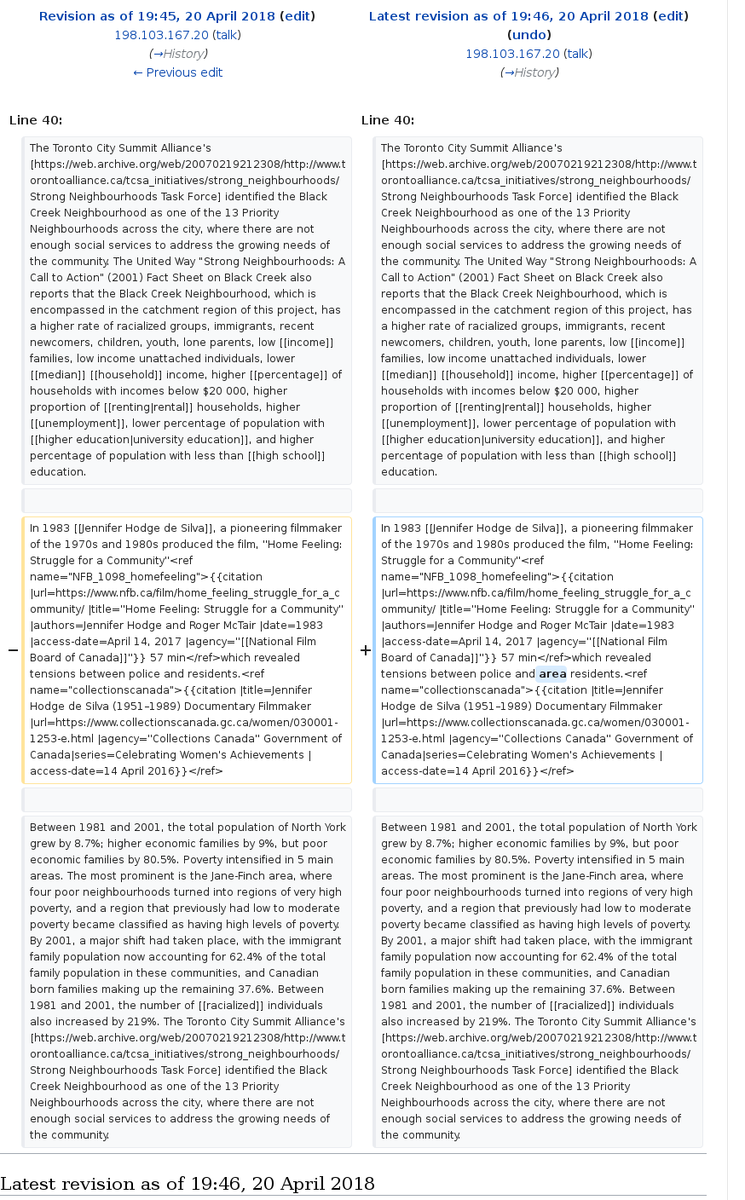 Revision as of 19:45, 20 April 2018 (edit)
198.103.167.20 (talk)
(→History)
← Previous edit
Latest revision as of 19:46, 20 April 2018 (edit)
(undo)
198.103.167.20 (talk)
(→History)
Line 40:
Line 40:
The Toronto City Summit Alliance's
[https://web.archive.org/web/20070219212308/http://www.t
orontoalliance.ca/tcsa_initiatives/strong_neighbourhoods/
Strong Neighbourhoods Task Force] identified the Black
Creek Neighbourhood as one of the 13 Priority
Neighbourhoods across the city, where there are not
enough social services to address the growing needs of
the community. The United Way "Strong Neighbourhoods: A
Call to Action" (2001) Fact Sheet on Black Creek also
reports that the Black Creek Neighbourhood, which is
encompassed in the catchment region of this project, has
a higher rate of racialized groups, immigrants, recent
newcomers, children, youth, lone parents, low [[income]]
families, low income unattached individuals, lower
[[median]] [[household]] income, higher [[percentage]] of
households with incomes below $20 000, higher
proportion of [[renting|rental]] households, higher
[[unemployment]], lower percentage of population with
[[higher education|university education]], and higher
percentage of population with less than [[high school]]
education.
The Toronto City Summit Alliance's
[https://web.archive.org/web/20070219212308/http://www.t
orontoalliance.ca/tcsa_initiatives/strong_neighbourhoods/
Strong Neighbourhoods Task Force] identified the Black
Creek Neighbourhood as one of the 13 Priority
Neighbourhoods across the city, where there are not
enough social services to address the growing needs of
the community. The United Way "Strong Neighbourhoods: A
Call to Action" (2001) Fact Sheet on Black Creek also
reports that the Black Creek Neighbourhood, which is
encompassed in the catchment region of this project, has
a higher rate of racialized groups, immigrants, recent
newcomers, children, youth, lone parents, low [[income]]
families, low income unattached individuals, lower
[[median]] [[household]] income, higher [[percentage]] of
households with incomes below $20 000, higher
proportion of [[renting|rental]] households, higher
[[unemployment]], lower percentage of population with
[[higher education|university education]], and higher
percentage of population with less than [[high school]]
education.
−
In 1983 [[Jennifer Hodge de Silva]], a pioneering filmmaker
of the 1970s and 1980s produced the film, ''Home Feeling:
Struggle for a Community''<ref
name="NFB_1098_homefeeling">{{citation
|url=https://www.nfb.ca/film/home_feeling_struggle_for_a_c
ommunity/ |title=''Home Feeling: Struggle for a Community''
|authors=Jennifer Hodge and Roger McTair |date=1983
|access-date=April 14, 2017 |agency=''[[National Film
Board of Canada]]''}} 57 min</ref>which revealed
tensions between police and residents.<ref
name="collectionscanada">{{citation |title=Jennifer
Hodge de Silva (1951–1989) Documentary Filmmaker
|url=https://www.collectionscanada.gc.ca/women/030001-
1253-e.html |agency="Collections Canada" Government of
Canada|series=Celebrating Women's Achievements |
access-date=14 April 2016}}</ref>
+
In 1983 [[Jennifer Hodge de Silva]], a pioneering filmmaker
of the 1970s and 1980s produced the film, ''Home Feeling:
Struggle for a Community''<ref
name="NFB_1098_homefeeling">{{citation
|url=https://www.nfb.ca/film/home_feeling_struggle_for_a_c
ommunity/ |title=''Home Feeling: Struggle for a Community''
|authors=Jennifer Hodge and Roger McTair |date=1983
|access-date=April 14, 2017 |agency=''[[National Film
Board of Canada]]''}} 57 min</ref>which revealed
tensions between police and area residents.<ref
name="collectionscanada">{{citation |title=Jennifer
Hodge de Silva (1951–1989) Documentary Filmmaker
|url=https://www.collectionscanada.gc.ca/women/030001-
1253-e.html |agency="Collections Canada" Government of
Canada|series=Celebrating Women's Achievements |
access-date=14 April 2016}}</ref>
Between 1981 and 2001, the total population of North York
grew by 8.7%; higher economic families by 9%, but poor
economic families by 80.5%. Poverty intensified in 5 main
areas. The most prominent is the Jane-Finch area, where
four poor neighbourhoods turned into regions of very high
poverty, and a region that previously had low to moderate
poverty became classified as having high levels of poverty.
By 2001, a major shift had taken place, with the immigrant
family population now accounting for 62.4% of the total
family population in these communities, and Canadian
born families making up the remaining 37.6%. Between
1981 and 2001, the number of [[racialized]] individuals
also increased by 219%. The Toronto City Summit Alliance's
[https://web.archive.org/web/20070219212308/http://www.t
orontoalliance.ca/tcsa_initiatives/strong_neighbourhoods/
Strong Neighbourhoods Task Force] identified the Black
Creek Neighbourhood as one of the 13 Priority
Neighbourhoods across the city, where there are not
enough social services to address the growing needs of
the community.
Between 1981 and 2001, the total population of North York
grew by 8.7%; higher economic families by 9%, but poor
economic families by 80.5%. Poverty intensified in 5 main
areas. The most prominent is the Jane-Finch area, where
four poor neighbourhoods turned into regions of very high
poverty, and a region that previously had low to moderate
poverty became classified as having high levels of poverty.
By 2001, a major shift had taken place, with the immigrant
family population now accounting for 62.4% of the total
family population in these communities, and Canadian
born families making up the remaining 37.6%. Between
1981 and 2001, the number of [[racialized]] individuals
also increased by 219%. The Toronto City Summit Alliance's
[https://web.archive.org/web/20070219212308/http://www.t
orontoalliance.ca/tcsa_initiatives/strong_neighbourhoods/
Strong Neighbourhoods Task Force] identified the Black
Creek Neighbourhood as one of the 13 Priority
Neighbourhoods across the city, where there are not
enough social services to address the growing needs of
the community.
Latest revision as of 19:46, 20 April 2018